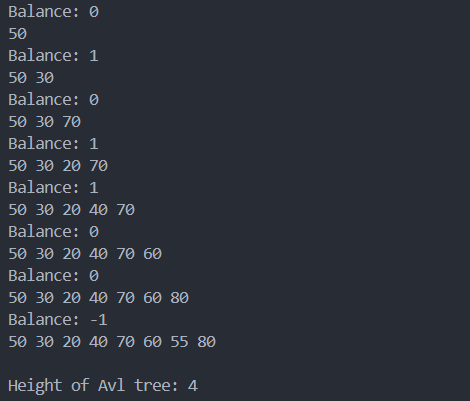 Balance: 0
50
Balance: 1
50 30
Balance: 0
50 30 70
Balance: 1
50 30 20 70
Balance: 1
50 30 20 40 70
Balance: 0
50 30 20 40 70 60
Balance: 0
50 30 20 40 70 60 80
Balance: -1
50 30 20 40 70 60 55 80
Height of Avl tree: 4